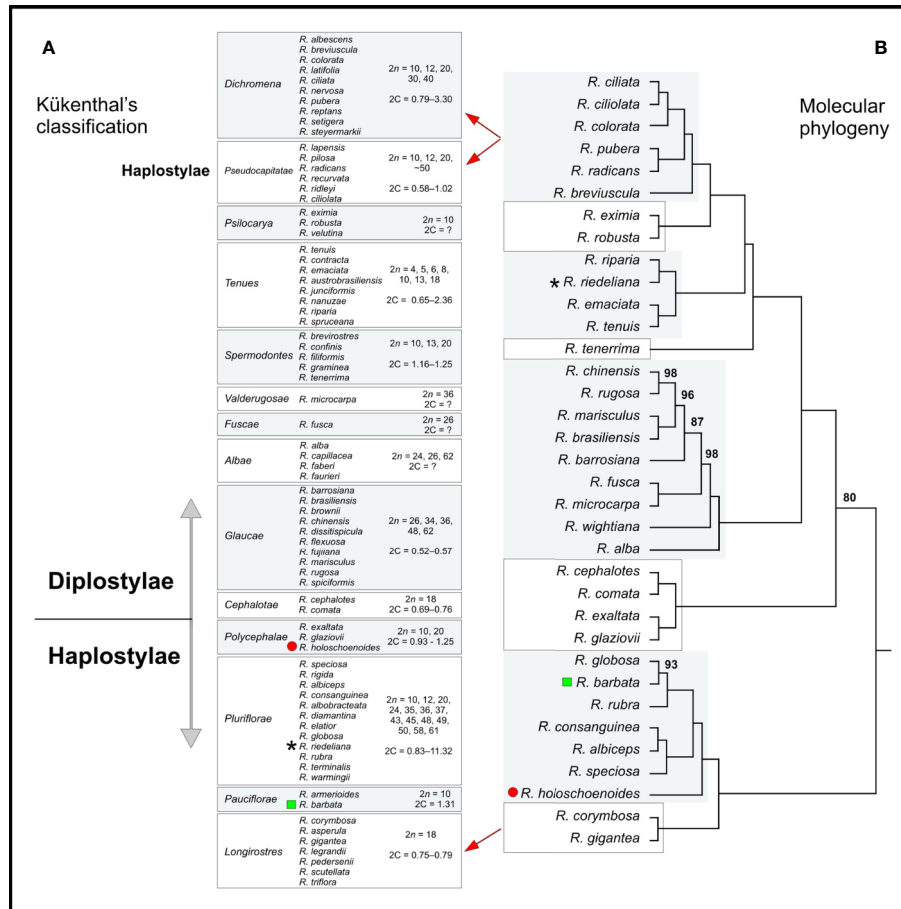 A
B
Kükenthal's
classification
Molecular
phylogeny
Haplostylae
Diplostylae
Haplostylae
Dichromena
R. albescens
R. breviuscula
R. colorata
R. latifolia
R. ciliata
R. nervosa
R. pubera
R. reptans
R. setigera
R. steyermarkii
2n = 10, 12, 20,
30, 40
2C = 0.79–3.30
Pseudocapitatae
R. lapensis
R. pilosa
R. radicans
R. recurvata
R. ridleyi
R. ciliolata
2n = 10, 12, 20,
~50
2C = 0.58–1.02
Psilocarya
R. eximia
R. robusta
R. velutina
2n = 10
2C = ?
Tenues
R. tenuis
R. contracta
R. emaciata
R. austrobrasiliensis
R. junciformis
R. nanuzae
R. riparia
R. spruceana
2n = 4, 5, 6, 8,
10, 13, 18
2C = 0.65–2.36
Spermodontes
R. brevirostres
R. confinis
R. filiformis
R. graminea
R. tenerrima
2n = 10, 13, 20
2C = 1.16–1.25
Valderugosae
R. microcarpa
2n = 36
2C = ?
Fuscae
R. fusca
2n = 26
2C = ?
Albae
R. alba
R. capillacea
R. faberi
R. faurieri
2n = 24, 26, 62
2C = ?
Glaucae
R. barrosiana
R. brasiliensis
R. brownii
R. chinensis
R. dissitispicula
R. flexuosa
R. fujiiana
R. marisculus
R. rugosa
R. spiciformis
2n = 26, 34, 36,
48, 62
2C = 0.52–0.57
Cephalotae
R. cephalotes
R. comata
2n = 18
2C = 0.69–0.76
Polycephalae
R. exaltata
R. glaziovii
R. holoschoenoides
2n = 10, 20
2C = 0.93 - 1.25
Pluriflorae
R. speciosa
R. rigida
R. albiceps
R. consanguinea
R. albobracteata
R. diamantina
R. elatior
R. globosa
* R. riedeliana
R. rubra
R. terminalis
R. warmingii
2n = 10, 12, 20,
24, 35, 36, 37,
43, 45, 48, 49,
50, 58, 61
2C = 0.83–11.32
Pauciflorae
R. armerioides
R. barbata
2n = 10
2C = 1.31
Longirostres
R. corymbosa
R. asperula
R. gigantea
R. legrandii
R. pedersenii
R. scutellata
R. triflora
2n = 18
2C = 0.75–0.79
R. ciliata
R. ciliolata
R. colorata
R. pubera
R. radicans
R. breviuscula
R. eximia
R. robusta
R. riparia
* R. riedeliana
R. emaciata
R. tenuis
R. tenerrima
R. chinensis
98
R. rugosa
96
R. marisculus
87
R. brasiliensis
R. barrosiana
98
R. fusca
R. microcarpa
80
R. wightiana
R. alba
R. cephalotes
R. comata
R. exaltata
R. glaziovii
R. globosa
93
R. barbata
R. rubra
R. consanguinea
R. albiceps
R. speciosa
R. holoschoenoides
R. corymbosa
R. gigantea